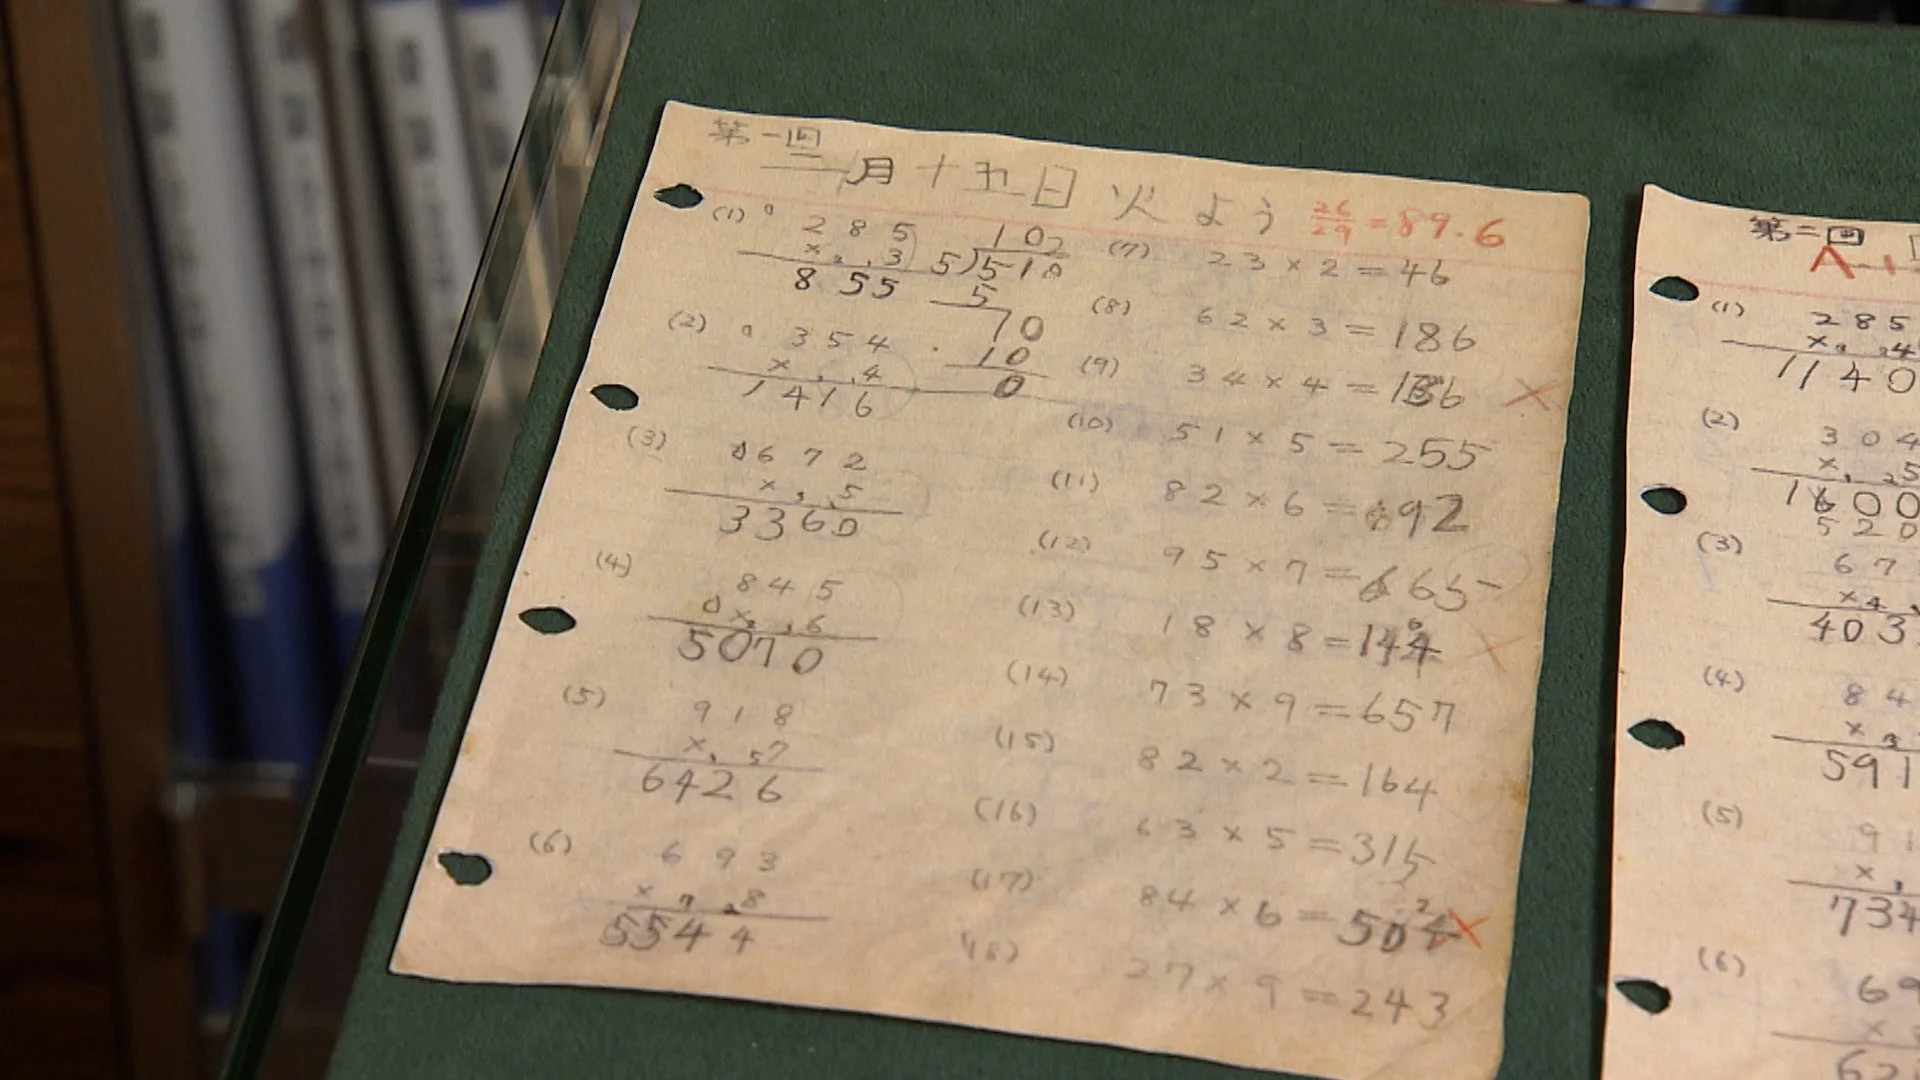 第一回
二月十五日 火よう
26/29 = 89.6
(1) 285
× 3
855
5)510
102
5
10
10
0
(2) 354
× 4
1416
(3) 672
× 5
3360
(4) 845
× 6
5070
(5) 918
× 7
6426
(6) 693
× 8
5544
(7) 23 × 2 = 46
(8) 62 × 3 = 186
(9) 34 × 4 = 136 ×
(10) 51 × 5 = 255
(11) 82 × 6 = 492
(12) 95 × 7 = 665
(13) 18 × 8 = 144 ×
(14) 73 × 9 = 657
(15) 82 × 2 = 164
(16) 63 × 5 = 315
(17) 84 × 6 = 504 ×
(18) 27 × 9 = 243
第二回
A
(1) 285
× 4
1140
(2) 304
× 5
(3) 67
×
403
(4) 84
×
591
(5) 91
×
734
(6) 69
×
62